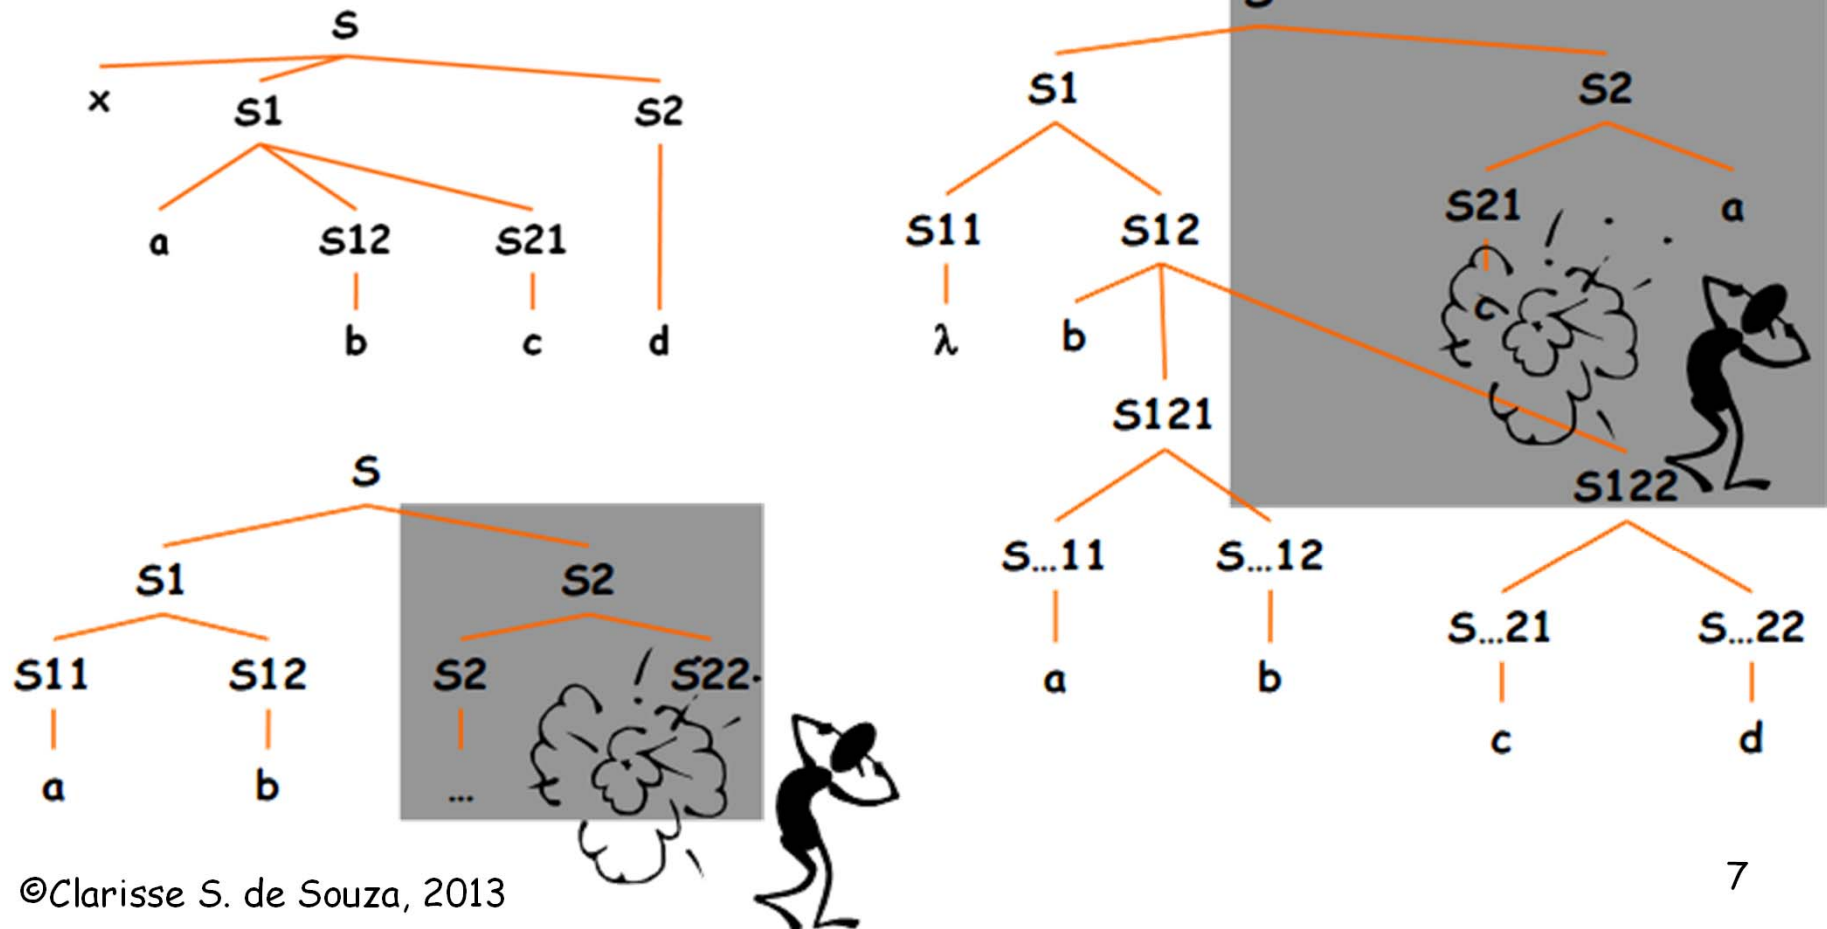 S
x S1 S2
a S12 S21
b c d
S
S1 S2
S11 S12 S2 S22
a b ...
S
S1 S2
S21 a
S11 S12
c
λ b
S121
S122
S...11 S...12
S...21 S...22
a b
c d
©Clarisse S. de Souza, 2013
7